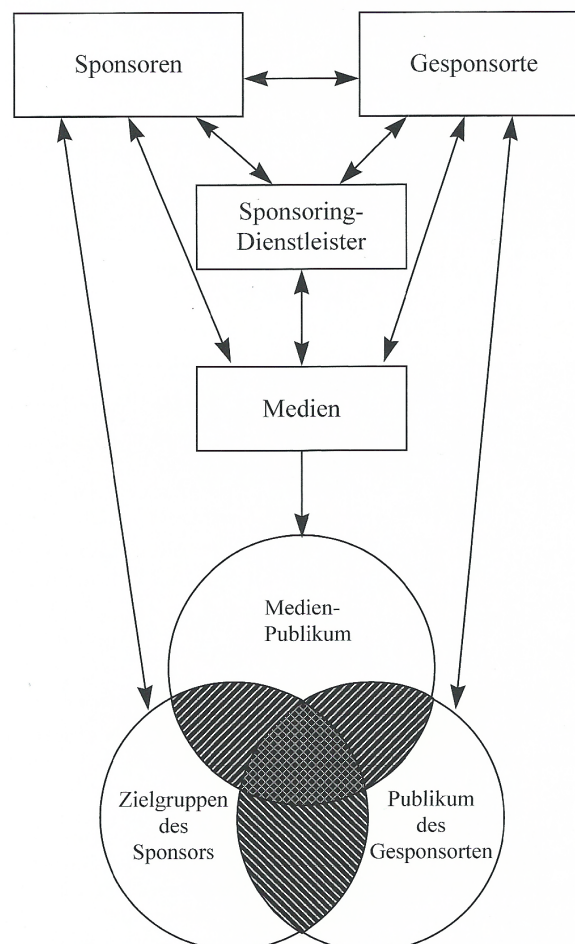 Sponsoren
Gesponsorte
Sponsoring-
Dienstleister
Medien
Medien-
Publikum
Zielgruppen
des
Sponsors
Publikum
des
Gesponsorten